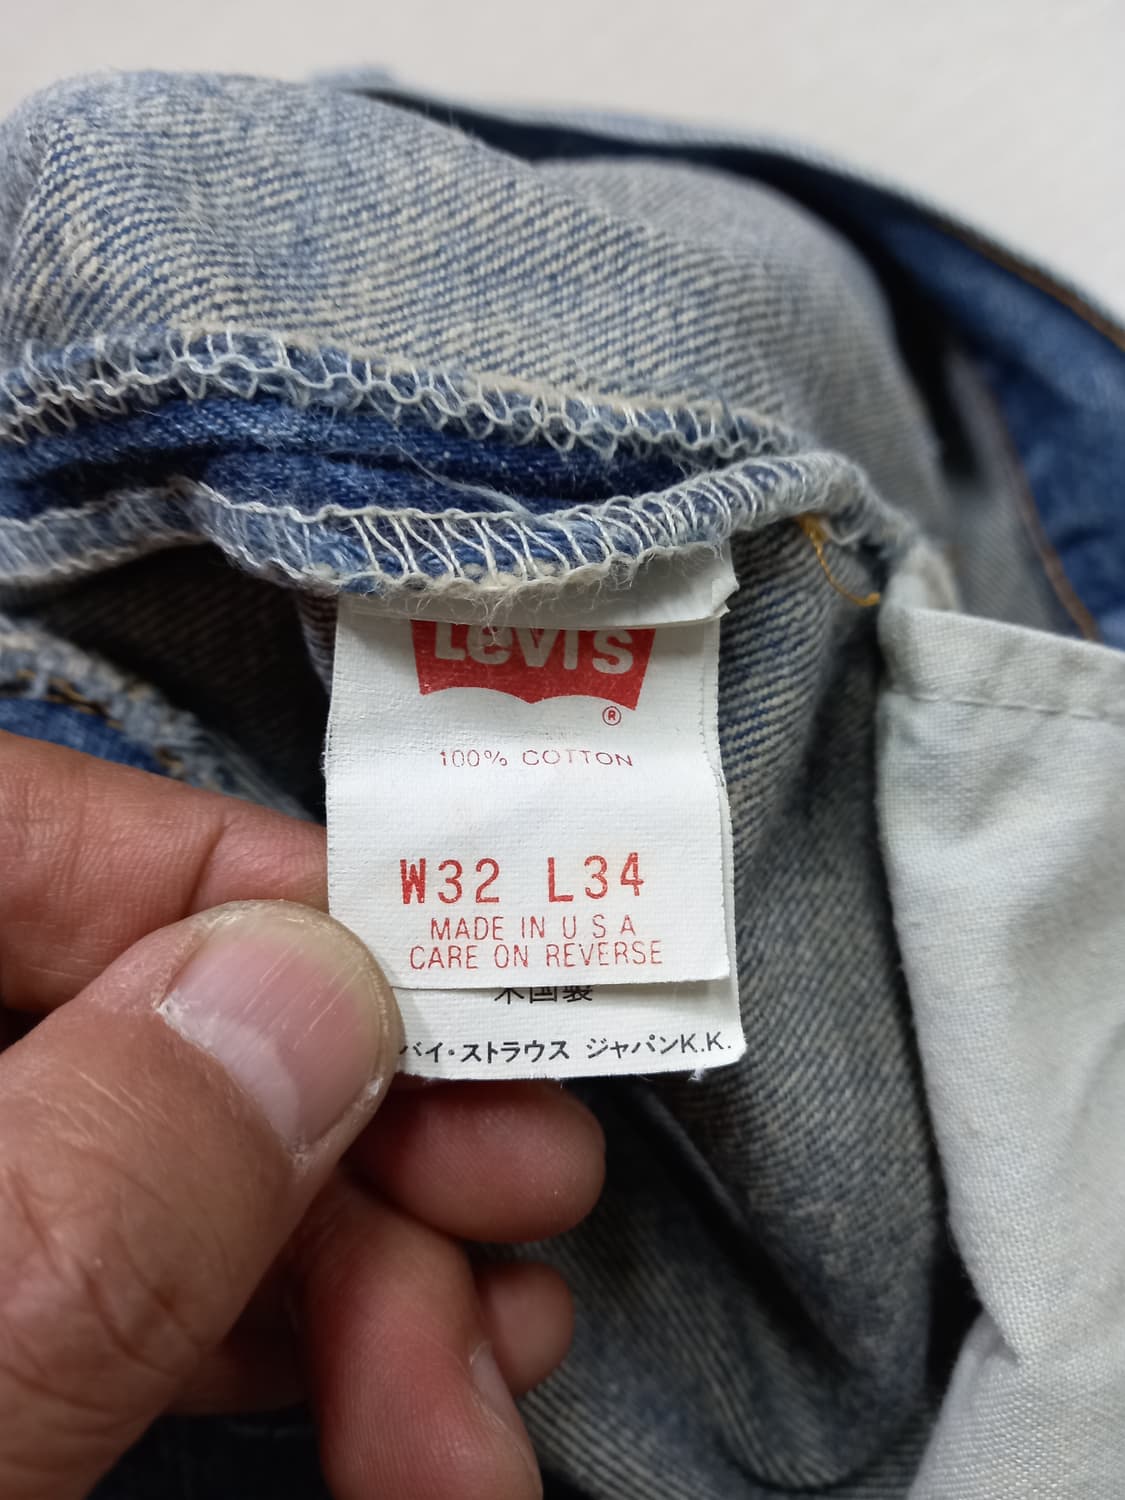 Levi's
®
100% COTTON
W32 L34
MADE IN U S A
CARE ON REVERSE
米国製
バイ・ストラウス ジャパンK.K.